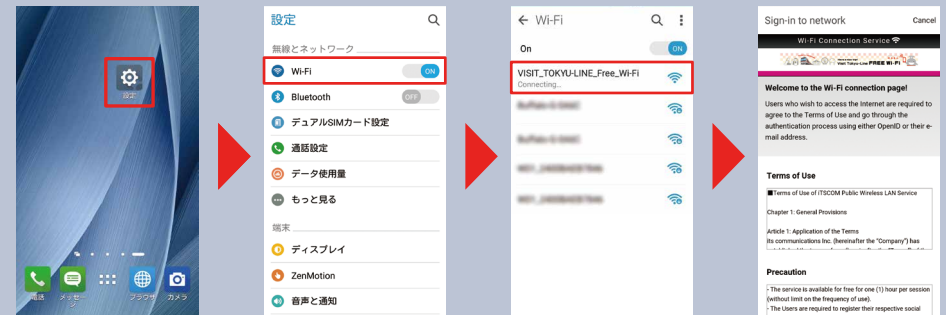 設定
電話
メッセージ
ブラウザ
カメラ
設定
無線とネットワーク
Wi-Fi
ON
Bluetooth
OFF
デュアルSIMカード設定
通話設定
データ使用量
もっと見る
端末
ディスプレイ
ZenMotion
音声と通知
Wi-Fi
On
ON
VISIT_TOKYU-LINE_Free_Wi-Fi
Connecting...
Sign-in to network
Cancel
Wi-Fi Connection Service
Visit Tokyu-Line FREE Wi-Fi
Welcome to the Wi-Fi connection page!
Users who wish to access the Internet are required to
agree to the Terms of Use and go through the
authentication process using either OpenID or their e-
mail address.
Terms of Use
■Terms of Use of iTSCOM Public Wireless LAN Service
Chapter 1: General Provisions
Article 1: Application of the Terms
its communications Inc. (hereinafter the "Company") has
Precaution
- The service is available for free for one (1) hour per session
(without limit on the frequency of use).
- The Users are required to register their respective social